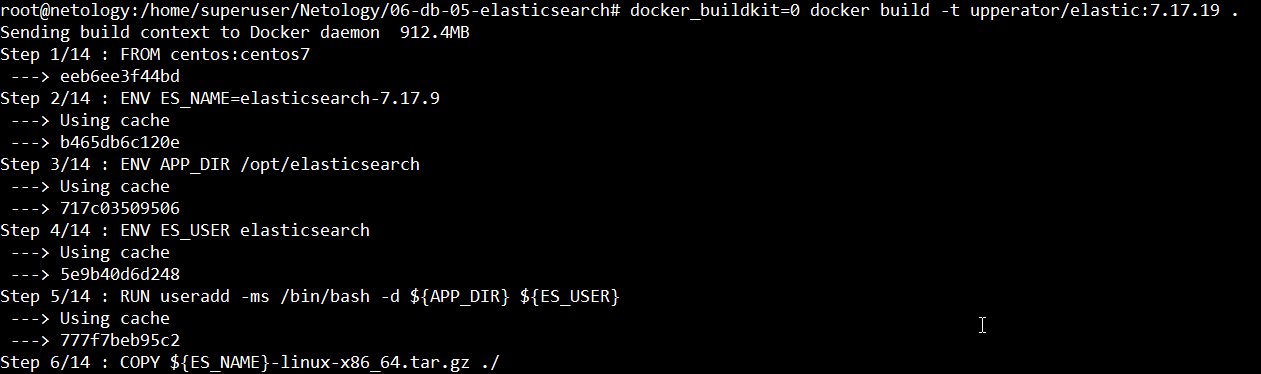 root@netology:/home/superuser/Netology/06-db-05-elasticsearch# docker_buildkit=0 docker build -t upperator/elastic:7.17.19 .
Sending build context to Docker daemon  912.4MB
Step 1/14 : FROM centos:centos7
 ---> eeb6ee3f44bd
Step 2/14 : ENV ES_NAME=elasticsearch-7.17.9
 ---> Using cache
 ---> b465db6c120e
Step 3/14 : ENV APP_DIR /opt/elasticsearch
 ---> Using cache
 ---> 717c03509506
Step 4/14 : ENV ES_USER elasticsearch
 ---> Using cache
 ---> 5e9b40d6d248
Step 5/14 : RUN useradd -ms /bin/bash -d ${APP_DIR} ${ES_USER}
 ---> Using cache
 ---> 777f7beb95c2
Step 6/14 : COPY ${ES_NAME}-linux-x86_64.tar.gz ./